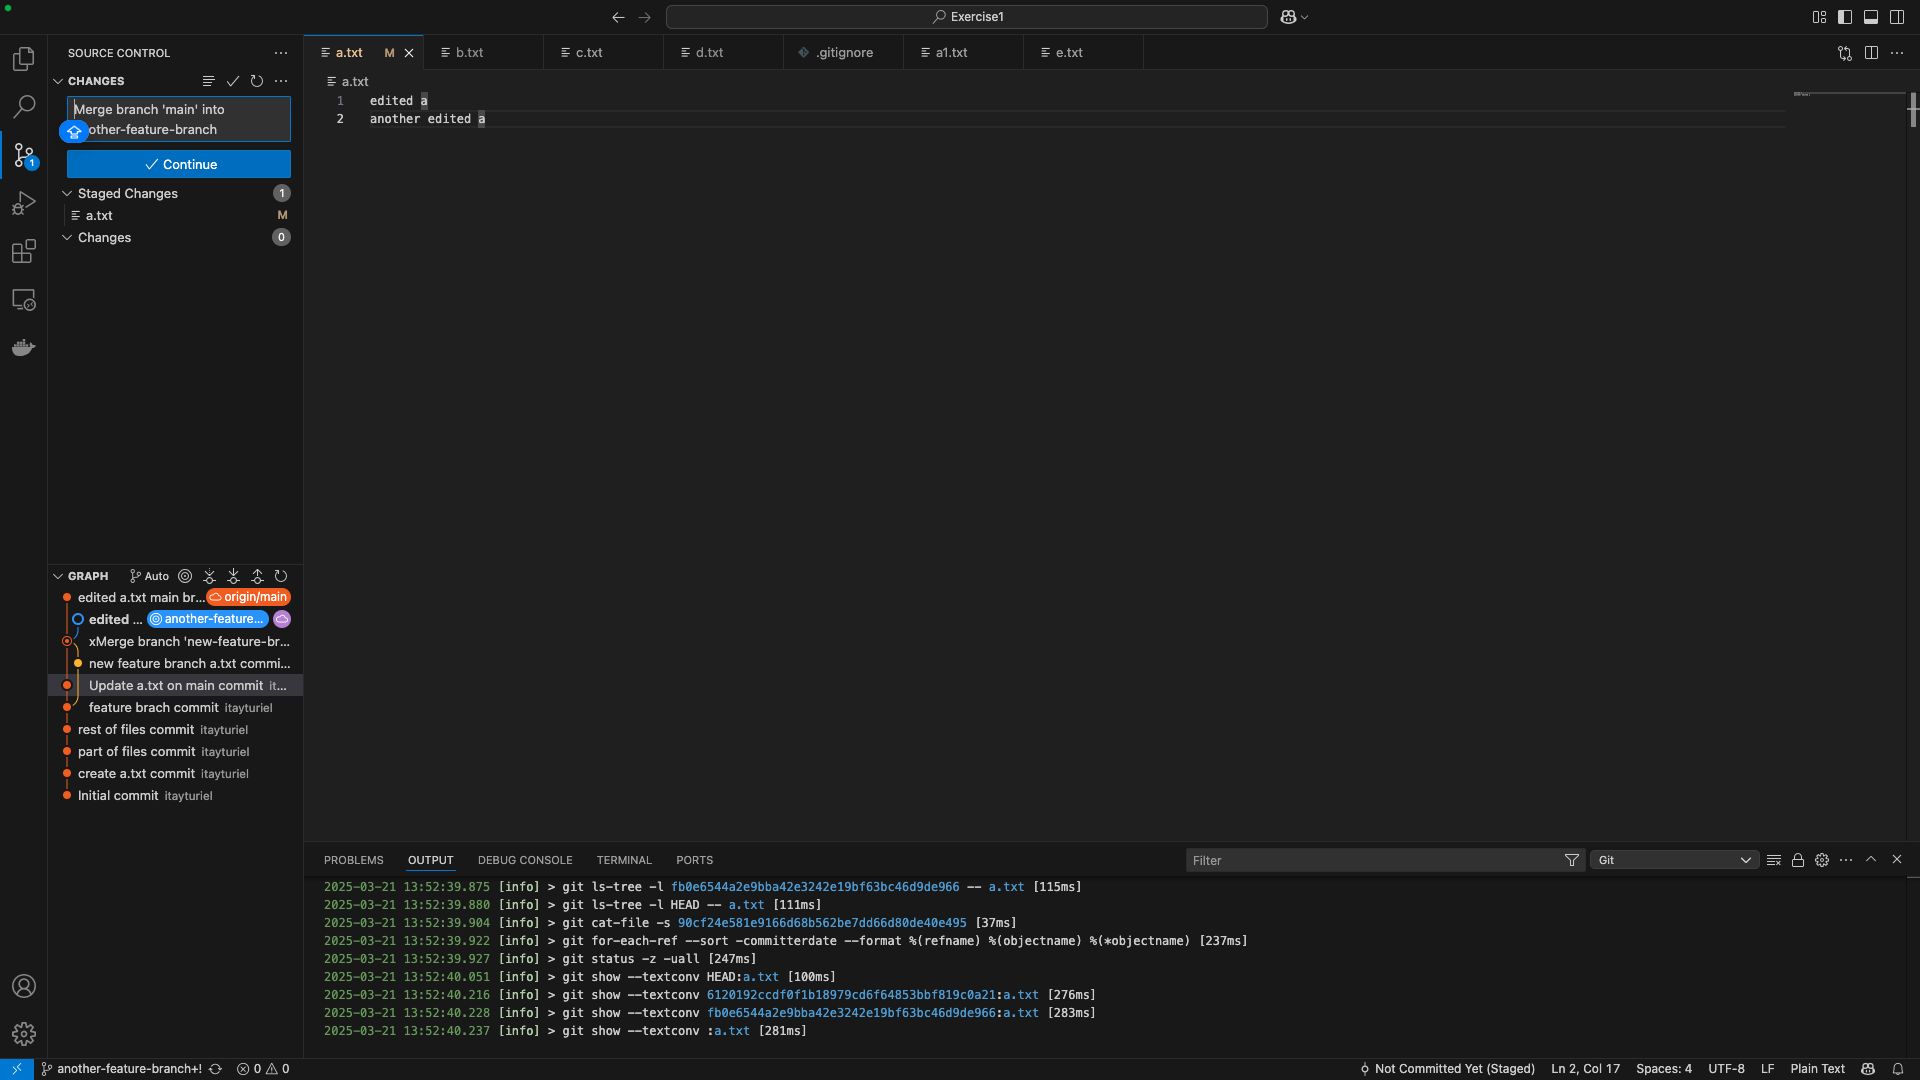 Exercise1
SOURCE CONTROL
CHANGES
Merge branch 'main' into
other-feature-branch
Continue
Staged Changes 1
a.txt M
Changes 0
1
GRAPH Auto
edited a.txt main br... origin/main
edited ... another-feature...
xMerge branch 'new-feature-br...
new feature branch a.txt commi...
Update a.txt on main commit it...
feature brach commit itayturiel
rest of files commit itayturiel
part of files commit itayturiel
create a.txt commit itayturiel
Initial commit itayturiel
a.txt M b.txt c.txt d.txt .gitignore a1.txt e.txt
a.txt
1 edited a
2 another edited a
PROBLEMS OUTPUT DEBUG CONSOLE TERMINAL PORTS Filter Git
2025-03-21 13:52:39.875 [info] > git ls-tree -l fb0e6544a2e9bba42e3242e19bf63bc46d9de966 -- a.txt [115ms]
2025-03-21 13:52:39.880 [info] > git ls-tree -l HEAD -- a.txt [111ms]
2025-03-21 13:52:39.904 [info] > git cat-file -s 90cf24e581e9166d68b562be7dd66d80de40e495 [37ms]
2025-03-21 13:52:39.922 [info] > git for-each-ref --sort -committerdate --format %(refname) %(objectname) %(*objectname) [237ms]
2025-03-21 13:52:39.927 [info] > git status -z -uall [247ms]
2025-03-21 13:52:40.051 [info] > git show --textconv HEAD:a.txt [100ms]
2025-03-21 13:52:40.216 [info] > git show --textconv 6120192ccdf0f1b18979cd6f64853bbf819c0a21:a.txt [276ms]
2025-03-21 13:52:40.228 [info] > git show --textconv fb0e6544a2e9bba42e3242e19bf63bc46d9de966:a.txt [283ms]
2025-03-21 13:52:40.237 [info] > git show --textconv :a.txt [281ms]
another-feature-branch+! 0 0 Not Committed Yet (Staged) Ln 2, Col 17 Spaces: 4 UTF-8 LF Plain Text